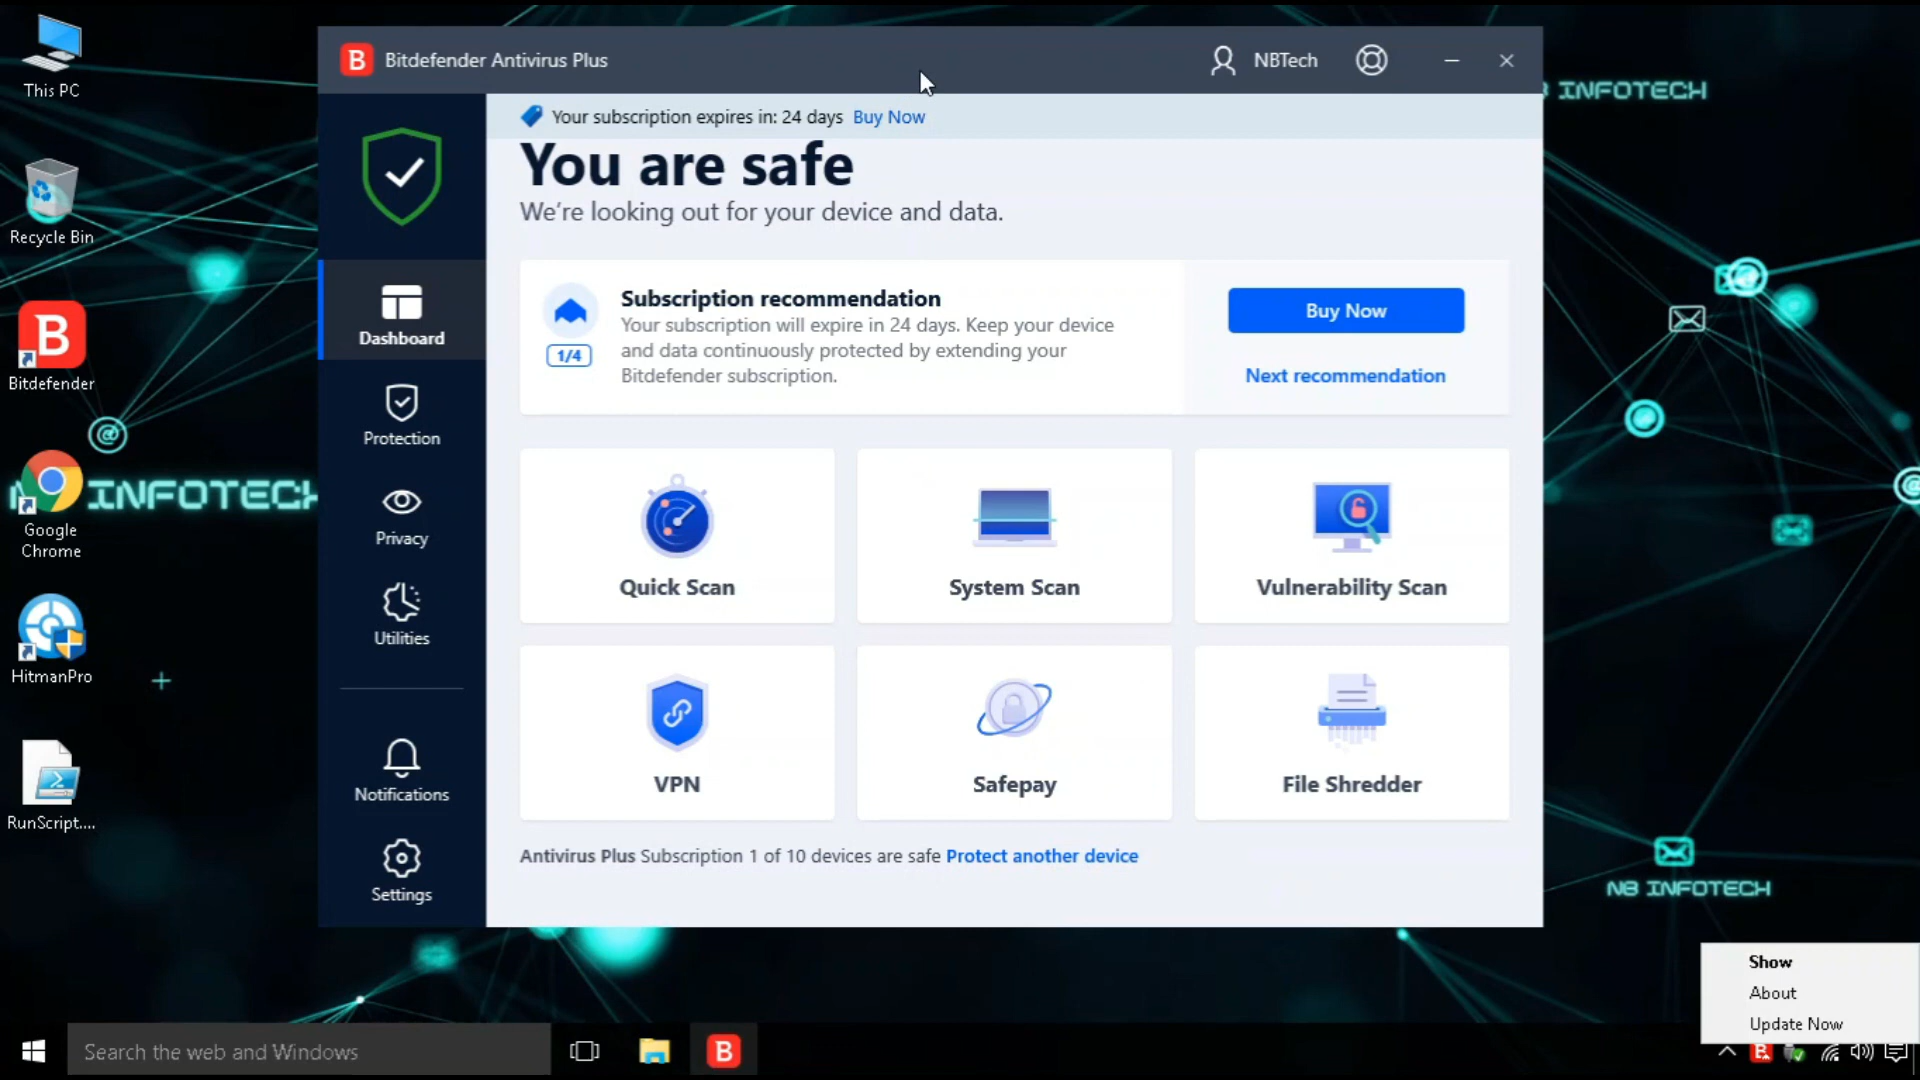 This PC
Recycle Bin
B
Bitdefender
Google
Chrome
HitmanPro
RunScript....
INFOTECH
B Bitdefender Antivirus Plus
NBTech
Your subscription expires in: 24 days Buy Now
You are safe
We're looking out for your device and data.
1/4
Subscription recommendation
Your subscription will expire in 24 days. Keep your device
and data continuously protected by extending your
Bitdefender subscription.
Buy Now
Next recommendation
Dashboard
Protection
Privacy
Utilities
Notifications
Settings
Quick Scan
System Scan
Vulnerability Scan
VPN
Safepay
File Shredder
Antivirus Plus Subscription 1 of 10 devices are safe Protect another device
INFOTECH
NB INFOTECH
Show
About
Update Now
Search the web and Windows
B
B